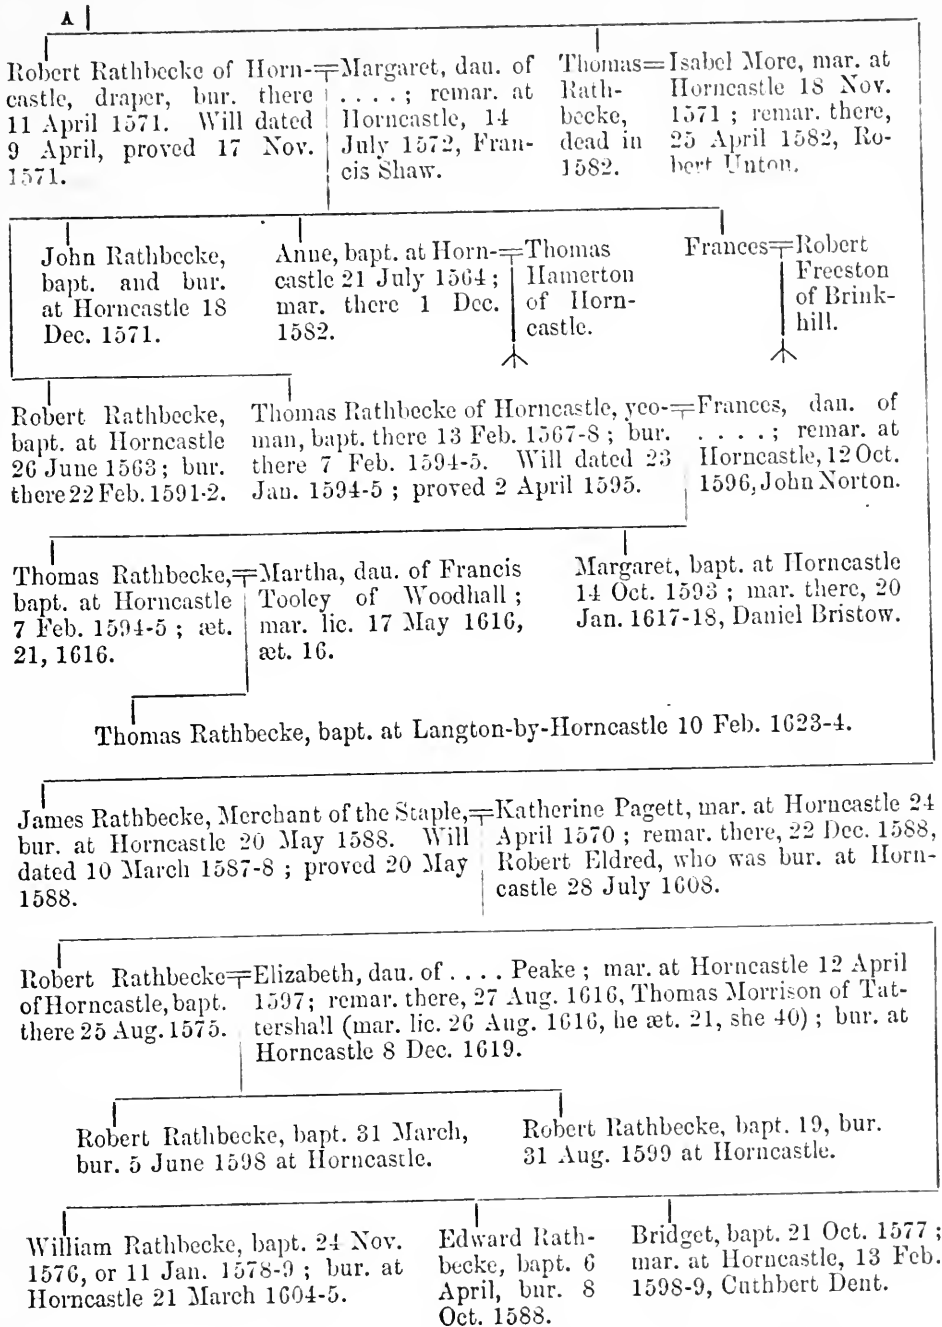 A
Robert Rathbecke of Horn-
castle, draper, bur. there
11 April 1571. Will dated
9 April, proved 17 Nov.
1571.
Margaret, dau. of
. . . . ; remar. at
Horncastle, 14
July 1572, Fran-
cis Shaw.
Thomas
Rath-
becke,
dead in
1582.
Isabel More, mar. at
Horncastle 18 Nov.
1571 ; remar. there,
25 April 1582, Ro-
bert Unton.
John Rathbecke,
bapt. and bur.
at Horncastle 18
Dec. 1571.
Anne, bapt. at Horn-
castle 21 July 1564 ;
mar. there 1 Dec.
1582.
Thomas
Hamerton
of Horn-
castle.
Frances
Robert
Freeston
of Brink-
hill.
Robert Rathbecke,
bapt. at Horncastle
26 June 1563 ; bur.
there 22 Feb. 1591-2.
Thomas Rathbecke of Horncastle, yeo-
man, bapt. there 13 Feb. 1567-8 ; bur.
there 7 Feb. 1594-5. Will dated 23
Jan. 1594-5 ; proved 2 April 1595.
Frances, dau. of
. . . . ; remar. at
Horncastle, 12 Oct.
1596, John Norton.
Thomas Rathbecke,
bapt. at Horncastle
7 Feb. 1594-5 ; æt.
21, 1616.
Martha, dau. of Francis
Tooley of Woodhall ;
mar. lic. 17 May 1616,
æt. 16.
Margaret, bapt. at Horncastle
14 Oct. 1593 ; mar. there, 20
Jan. 1617-18, Daniel Bristow.
Thomas Rathbecke, bapt. at Langton-by-Horncastle 10 Feb. 1623-4.
James Rathbecke, Merchant of the Staple,
bur. at Horncastle 20 May 1588. Will
dated 10 March 1587-8 ; proved 20 May
1588.
Katherine Pagett, mar. at Horncastle 24
April 1570 ; remar. there, 22 Dec. 1588,
Robert Eldred, who was bur. at Horn-
castle 28 July 1608.
Robert Rathbecke
of Horncastle, bapt.
there 25 Aug. 1575.
Elizabeth, dau. of . . . . Peake ; mar. at Horncastle 12 April
1597; remar. there, 27 Aug. 1616, Thomas Morrison of Tat-
tershall (mar. lic. 26 Aug. 1616, he æt. 21, she 40) ; bur. at
Horncastle 8 Dec. 1619.
Robert Rathbecke, bapt. 31 March,
bur. 5 June 1598 at Horncastle.
Robert Rathbecke, bapt. 19, bur.
31 Aug. 1599 at Horncastle.
William Rathbecke, bapt. 24 Nov.
1576, or 11 Jan. 1578-9 ; bur. at
Horncastle 21 March 1604-5.
Edward Rath-
becke, bapt. 6
April, bur. 8
Oct. 1588.
Bridget, bapt. 21 Oct. 1577 ;
mar. at Horncastle, 13 Feb.
1598-9, Cuthbert Dent.